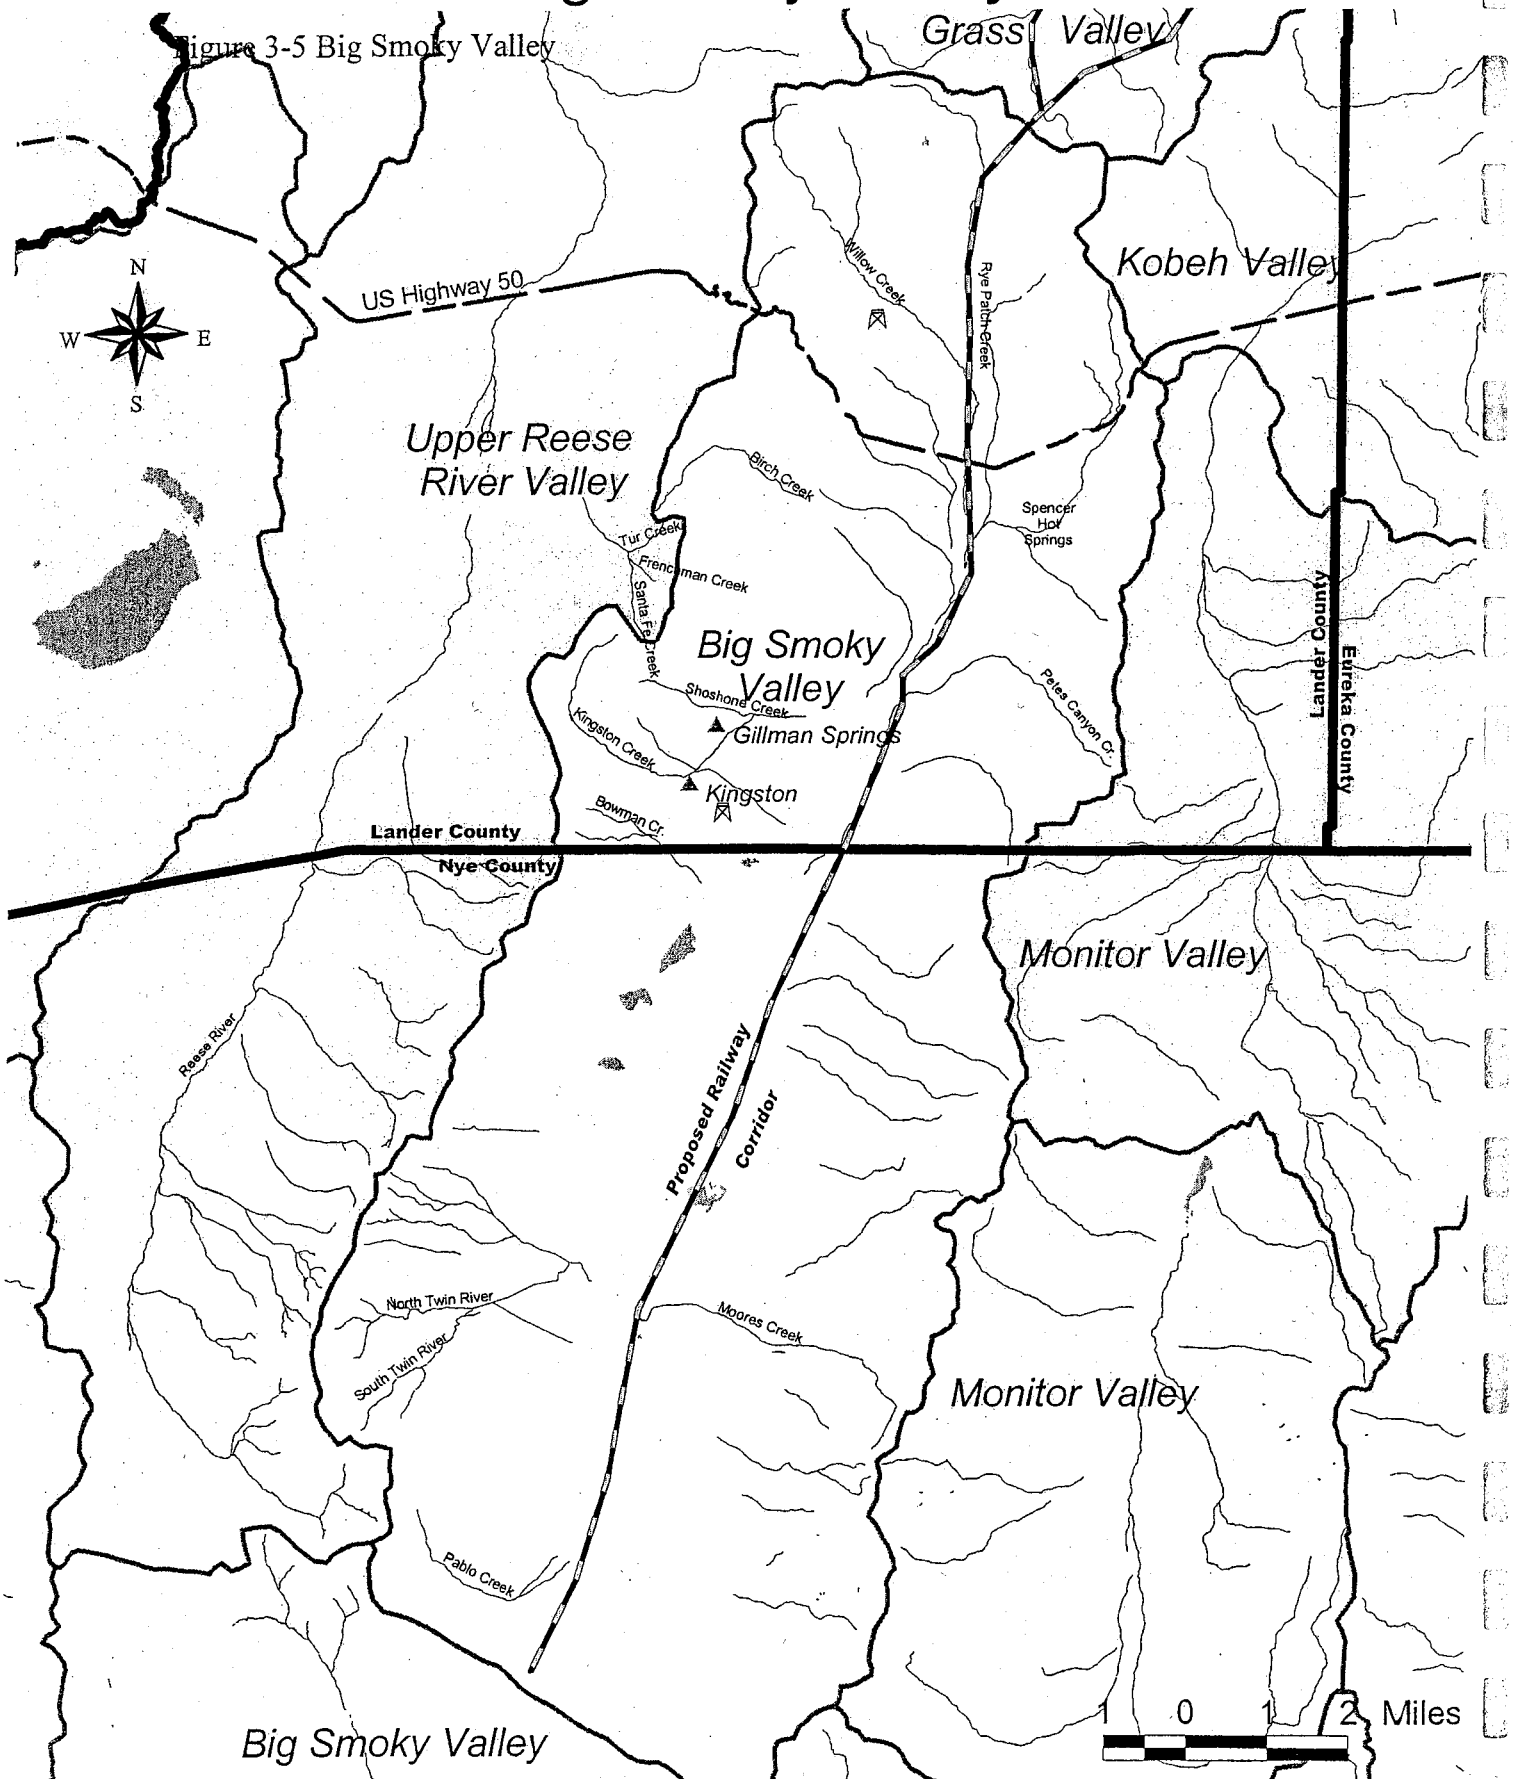 Grass Valley
Figure 3-5 Big Smoky Valley
Kobeh Valley
N
W E
S
US Highway 50
Willow Creek
Rye Patch Creek
Upper Reese
River Valley
Birch Creek
Spencer
Hot
Springs
Tur Creek
Frenchman Creek
Santa Fe Creek
Big Smoky
Valley
Shoshone Creek
Gillman Springs
Kingston Creek
Kingston
Petes Canyon Cr.
Lander County
Eureka County
Bowman Cr.
Lander County
Nye County
Monitor Valley
Reese River
Proposed Railway
Corridor
North Twin River
South Twin River
Moores Creek
Monitor Valley
Pablo Creek
Big Smoky Valley
1 0 1 2 Miles